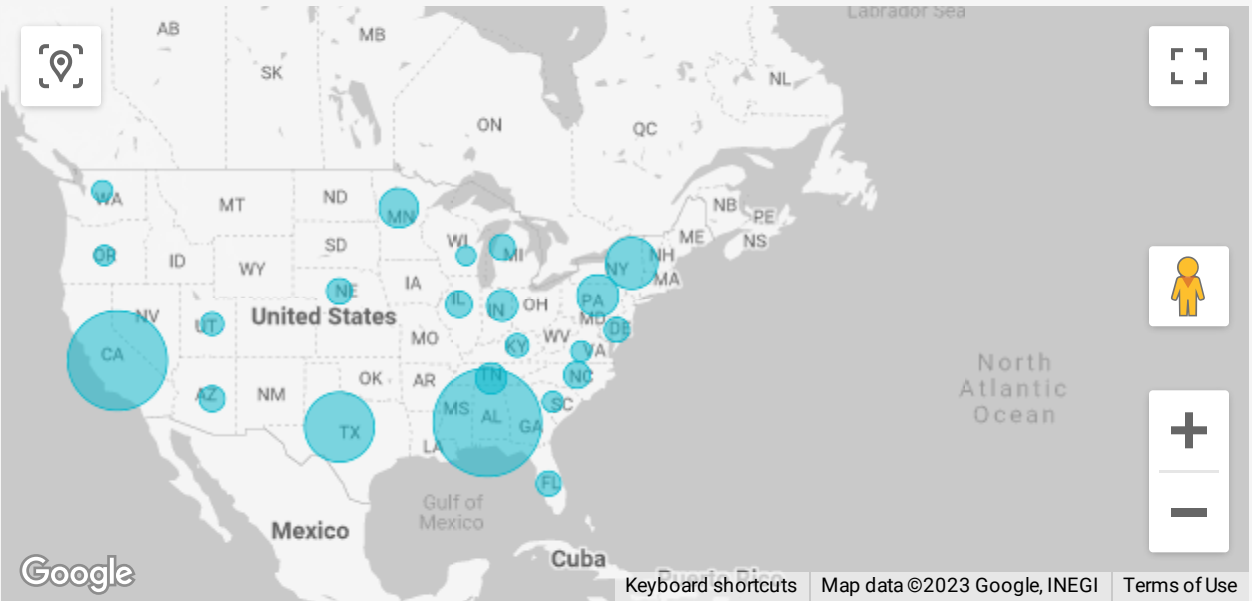 Labrador Sea
AB
MB
SK
NL
ON
QC
WA
MT
ND
MN
NB
PE
OR
ID
SD
WI
MI
ME
NS
WY
NY
NH
MA
NE
IA
IL
IN
OH
PA
NV
UT
United States
MD
DE
CA
MO
KY
WV
VA
AZ
NM
OK
AR
TN
NC
SC
MS
AL
GA
TX
LA
FL
North
Atlantic
Ocean
Gulf of
Mexico
Mexico
Cuba
Puerto Rico
Google
Keyboard shortcuts
Map data ©2023 Google, INEGI
Terms of Use